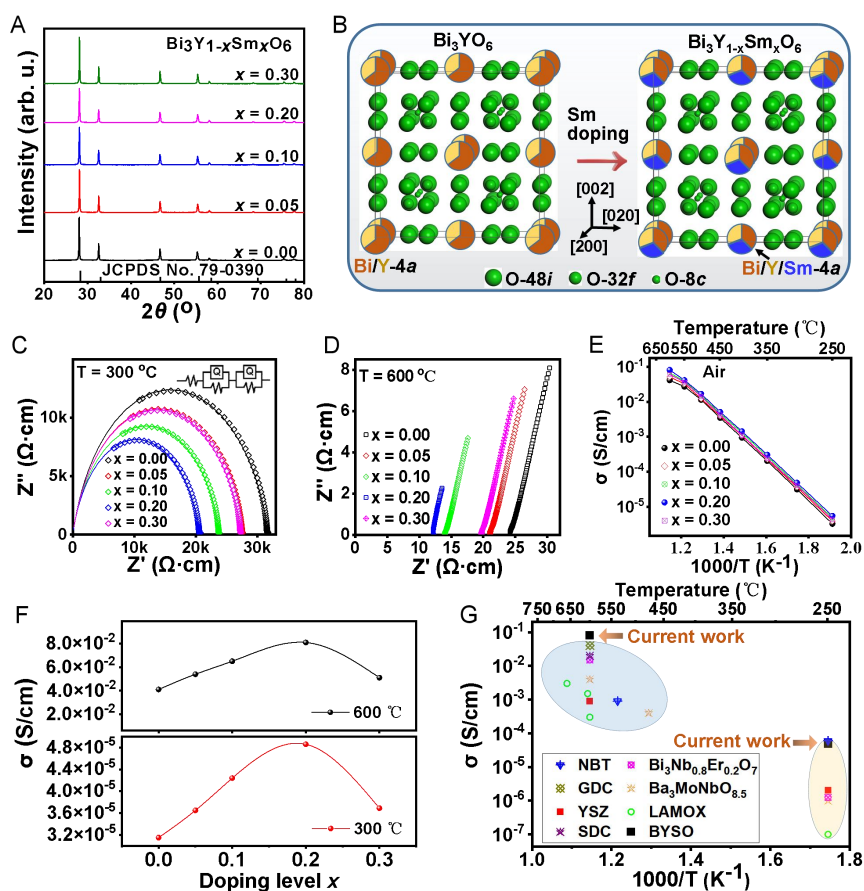 A
Bi3Y1-xSmxO6
x = 0.30
x = 0.20
x = 0.10
x = 0.05
x = 0.00
JCPDS No. 79-0390
Intensity (arb. u.)
20 30 40 50 60 70 80
2θ (º)
B
Bi3YO6
Bi3Y1-xSmxO6
Sm
doping
[002]
[020]
[200]
Bi/Y-4a
Bi/Y/Sm-4a
O-48i O-32f O-8c
C
T = 300 ºC
Q Q
10k
5k
0
Z'' (Ω·cm)
x = 0.00
x = 0.05
x = 0.10
x = 0.20
x = 0.30
0 10k 20k 30k
Z' (Ω·cm)
D
T = 600 ℃
8
6
4
2
0
Z'' (Ω·cm)
x = 0.00
x = 0.05
x = 0.10
x = 0.20
x = 0.30
0 5 10 15 20 25 30
Z' (Ω·cm)
E
Temperature (℃)
650 550 450 350 250
Air
10-1
10-2
10-3
10-4
10-5
σ (S/cm)
x = 0.00
x = 0.05
x = 0.10
x = 0.20
x = 0.30
1.2 1.4 1.6 1.8 2.0
1000/T (K-1)
F
8.0×10-2
6.0×10-2
4.0×10-2
2.0×10-2
600 ℃
σ (S/cm)
4.8×10-5
4.4×10-5
4.0×10-5
3.6×10-5
3.2×10-5
300 ℃
0.0 0.1 0.2 0.3
Doping level x
G
Temperature (℃)
750 650 550 450 350 250
10-1
10-2
10-3
10-4
10-5
10-6
10-7
σ (S/cm)
Current work
Current work
NBT Bi3Nb0.8Er0.2O7
GDC Ba3MoNbO8.5
YSZ LAMOX
SDC BYSO
1.0 1.2 1.4 1.6 1.8
1000/T (K-1)